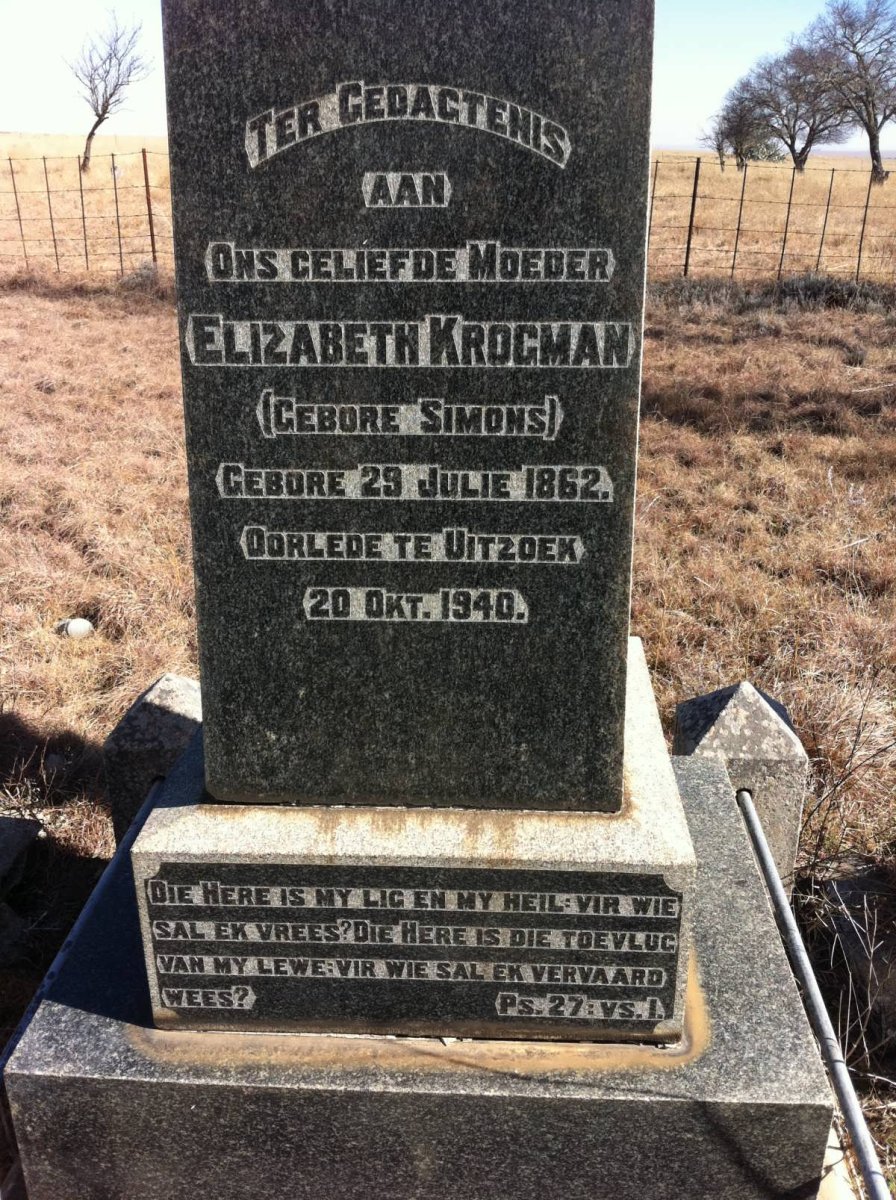 TER GEDAGTENIS
AAN
ONS GELIEFDE MOEDER
ELIZABETH KROGMAN
(GEBORE SIMONS)
GEBORE 29 JULIE 1862.
OORLEDE TE UITZOEK
20 OKT. 1940.
DIE HERE IS MY LIG EN MY HEIL: VIR WIE
SAL EK VREES? DIE HERE IS DIE TOEVLUG
VAN MY LEWE: VIR WIE SAL EK VERVAARD
WEES? PS. 27: VS. 1.